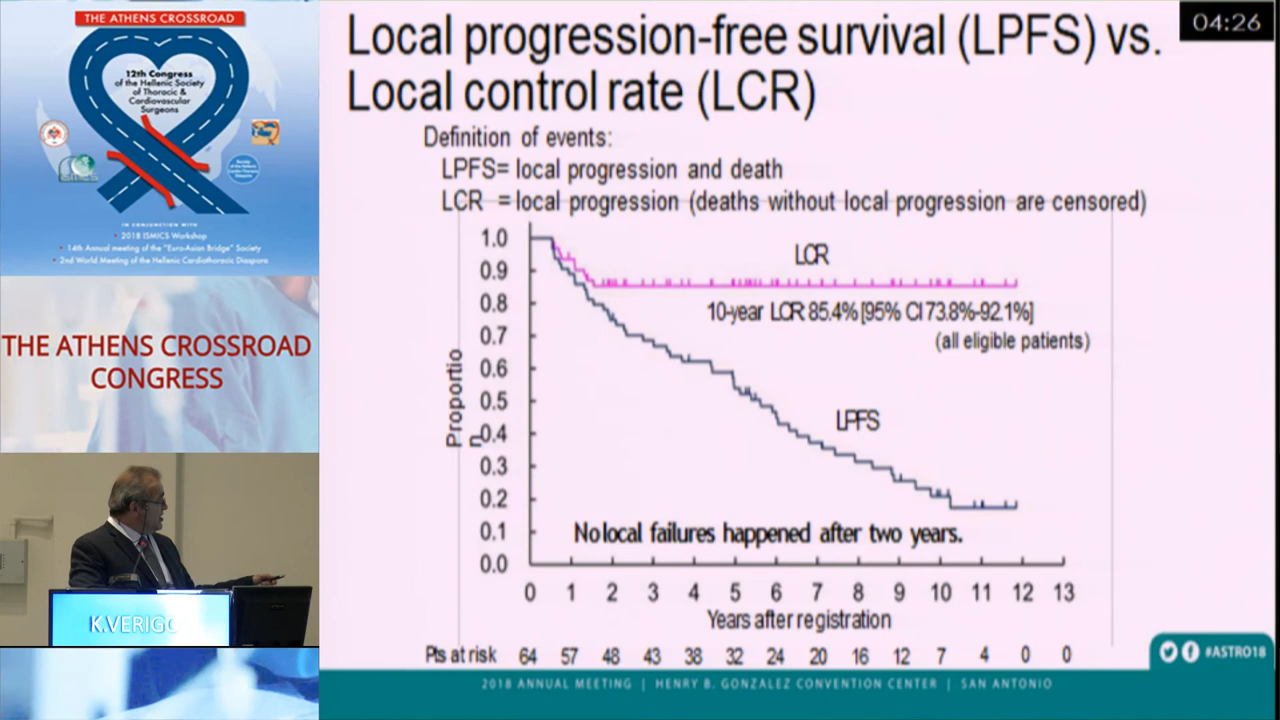 THE ATHENS CROSSROAD
12th Congress
of the Hellenic Society
of Thoracic &
Cardiovascular
Surgeons
IN CONJUNCTION WITH
• 2018 ISMICS Workshop
• 14th Annual meeting of the "Euro-Asian Bridge" Society
• 2nd World Meeting of the Hellenic Cardiothoracic Diaspora
THE ATHENS CROSSROAD
CONGRESS
K.VERIGO
04:26
Local progression-free survival (LPFS) vs.
Local control rate (LCR)
Definition of events:
LPFS= local progression and death
LCR = local progression (deaths without local progression are censored)
Proportio
n
1.0
0.9
0.8
0.7
0.6
0.5
0.4
0.3
0.2
0.1
0.0
LCR
10-year LCR 85.4% [95% CI 73.8%-92.1%]
(all eligible patients)
LPFS
No local failures happened after two years.
0 1 2 3 4 5 6 7 8 9 10 11 12 13
Years after registration
Pts at risk 64 57 48 43 38 32 24 20 16 12 7 4 0 0
#ASTRO18
2018 ANNUAL MEETING | HENRY B. GONZALEZ CONVENTION CENTER | SAN ANTONIO